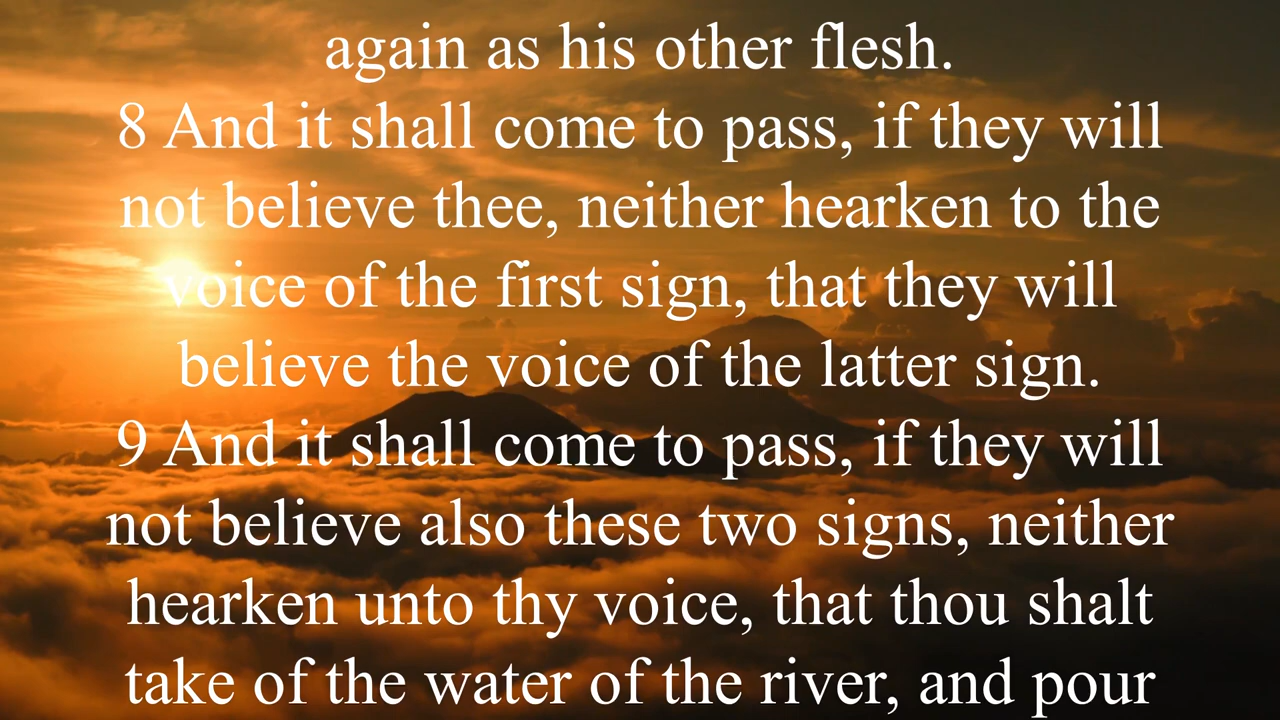 again as his other flesh.
8 And it shall come to pass, if they will
not believe thee, neither hearken to the
voice of the first sign, that they will
believe the voice of the latter sign.
9 And it shall come to pass, if they will
not believe also these two signs, neither
hearken unto thy voice, that thou shalt
take of the water of the river, and pour